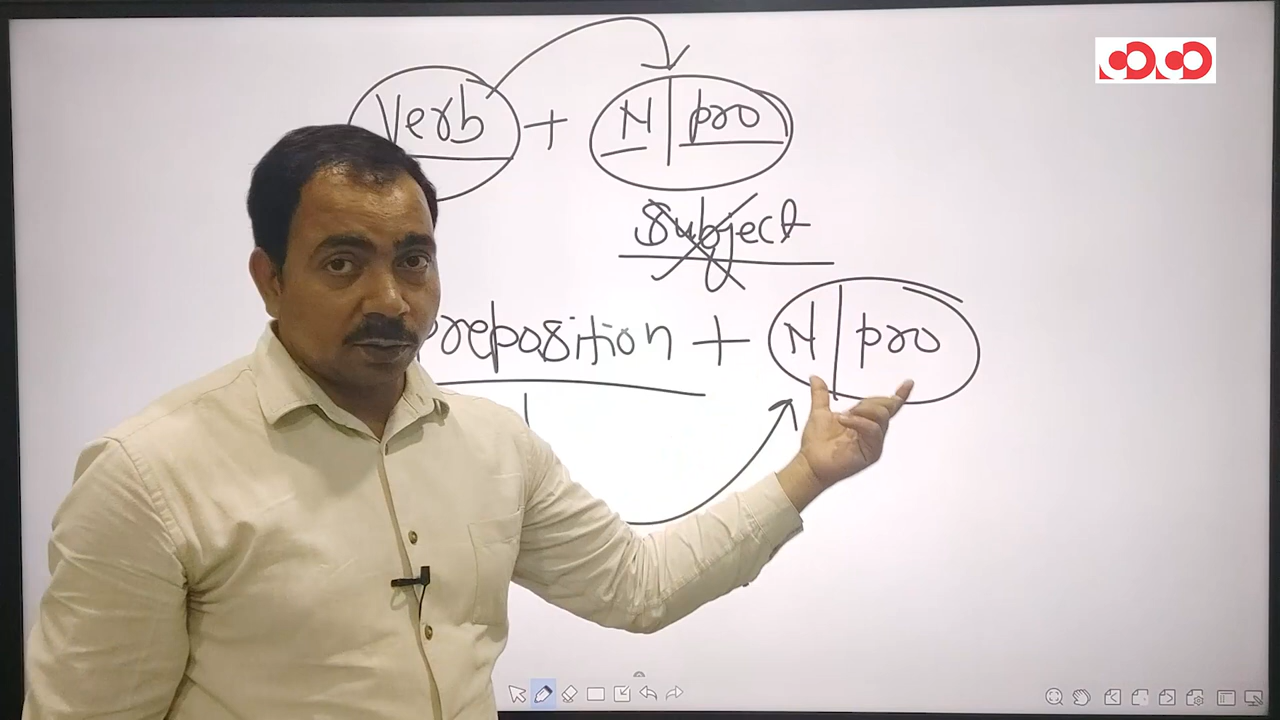 Verb + N | pro
Subject
Preposition + N | pro